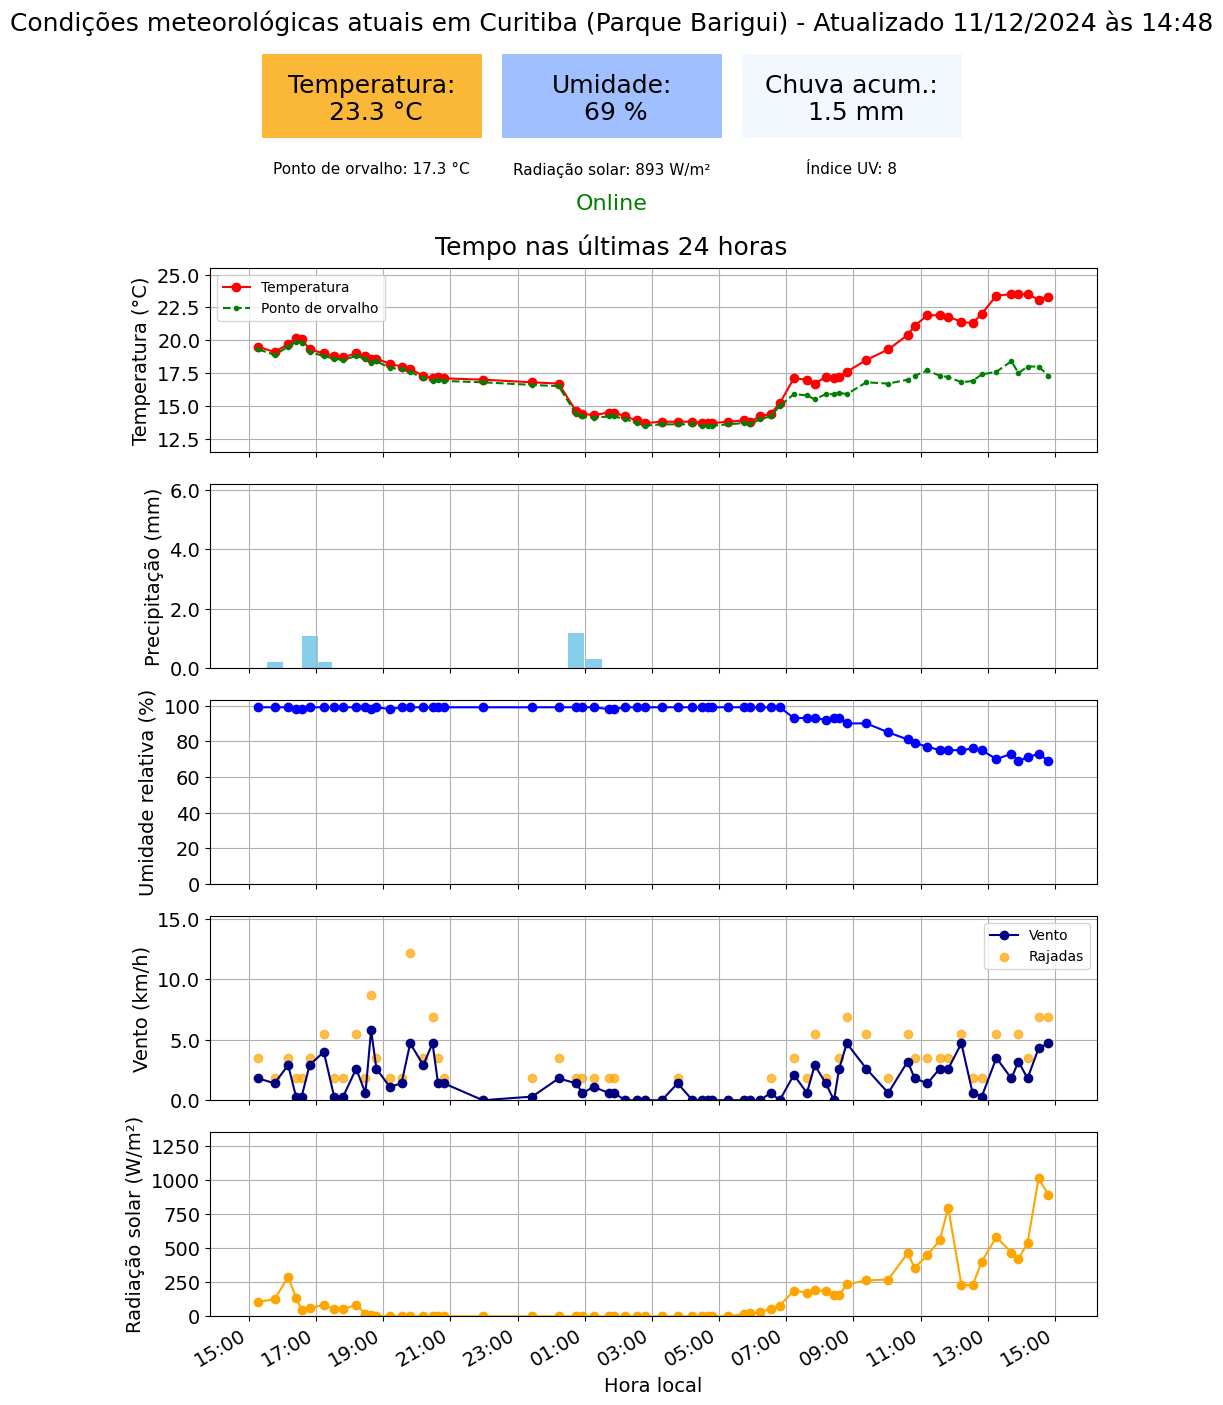 Condições meteorológicas atuais em Curitiba (Parque Barigui) - Atualizado 11/12/2024 às 14:48
Temperatura:
23.3 °C
Umidade:
69 %
Chuva acum.:
1.5 mm
Ponto de orvalho: 17.3 °C
Radiação solar: 893 W/m²
Índice UV: 8
Online
Tempo nas últimas 24 horas
Temperatura (°C)
25.0
22.5
20.0
17.5
15.0
12.5
Temperatura
Ponto de orvalho
Precipitação (mm)
6.0
4.0
2.0
0.0
Umidade relativa (%)
100
80
60
40
20
0
Vento (km/h)
15.0
10.0
5.0
0.0
Vento
Rajadas
Radiação solar (W/m²)
1250
1000
750
500
250
0
15:00 17:00 19:00 21:00 23:00 01:00 03:00 05:00 07:00 09:00 11:00 13:00 15:00
Hora local